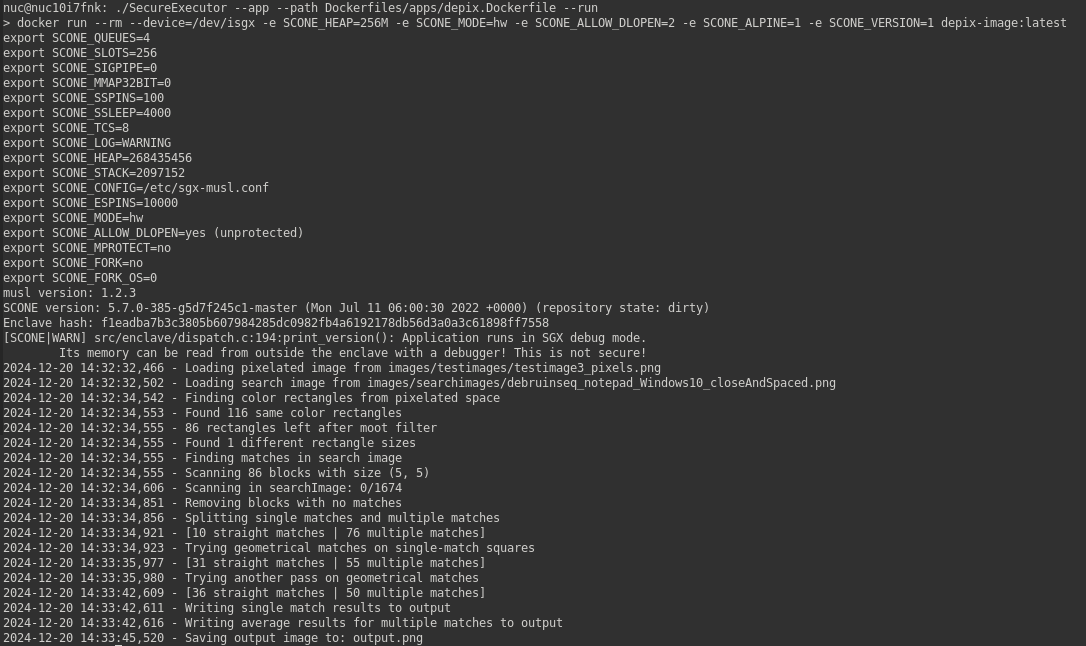 nuc@nuc10i7fnk: ./SecureExecutor --app --path Dockerfiles/apps/depix.Dockerfile --run
> docker run --rm --device=/dev/isgx -e SCONE_HEAP=256M -e SCONE_MODE=hw -e SCONE_ALLOW_DLOPEN=2 -e SCONE_ALPINE=1 -e SCONE_VERSION=1 depix-image:latest
export SCONE_QUEUES=4
export SCONE_SLOTS=256
export SCONE_SIGPIPE=0
export SCONE_MMAP32BIT=0
export SCONE_SSPINS=100
export SCONE_SSLEEP=4000
export SCONE_TCS=8
export SCONE_LOG=WARNING
export SCONE_HEAP=268435456
export SCONE_STACK=2097152
export SCONE_CONFIG=/etc/sgx-musl.conf
export SCONE_ESPINS=10000
export SCONE_MODE=hw
export SCONE_ALLOW_DLOPEN=yes (unprotected)
export SCONE_MPROTECT=no
export SCONE_FORK=no
export SCONE_FORK_OS=0
musl version: 1.2.3
SCONE version: 5.7.0-385-g5d7f245c1-master (Mon Jul 11 06:00:30 2022 +0000) (repository state: dirty)
Enclave hash: f1eadba7b3c3805b607984285dc0982fb4a6192178db56d3a0a3c61898ff7558
[SCONE|WARN] src/enclave/dispatch.c:194:print_version(): Application runs in SGX debug mode.
        Its memory can be read from outside the enclave with a debugger! This is not secure!
2024-12-20 14:32:32,466 - Loading pixelated image from images/testimages/testimage3_pixels.png
2024-12-20 14:32:32,502 - Loading search image from images/searchimages/debruinseq_notepad_Windows10_closeAndSpaced.png
2024-12-20 14:32:34,542 - Finding color rectangles from pixelated space
2024-12-20 14:32:34,553 - Found 116 same color rectangles
2024-12-20 14:32:34,555 - 86 rectangles left after moot filter
2024-12-20 14:32:34,555 - Found 1 different rectangle sizes
2024-12-20 14:32:34,555 - Finding matches in search image
2024-12-20 14:32:34,555 - Scanning 86 blocks with size (5, 5)
2024-12-20 14:32:34,606 - Scanning in searchImage: 0/1674
2024-12-20 14:33:34,851 - Removing blocks with no matches
2024-12-20 14:33:34,856 - Splitting single matches and multiple matches
2024-12-20 14:33:34,921 - [10 straight matches | 76 multiple matches]
2024-12-20 14:33:34,923 - Trying geometrical matches on single-match squares
2024-12-20 14:33:35,977 - [31 straight matches | 55 multiple matches]
2024-12-20 14:33:35,980 - Trying another pass on geometrical matches
2024-12-20 14:33:42,609 - [36 straight matches | 50 multiple matches]
2024-12-20 14:33:42,611 - Writing single match results to output
2024-12-20 14:33:42,616 - Writing average results for multiple matches to output
2024-12-20 14:33:45,520 - Saving output image to: output.png